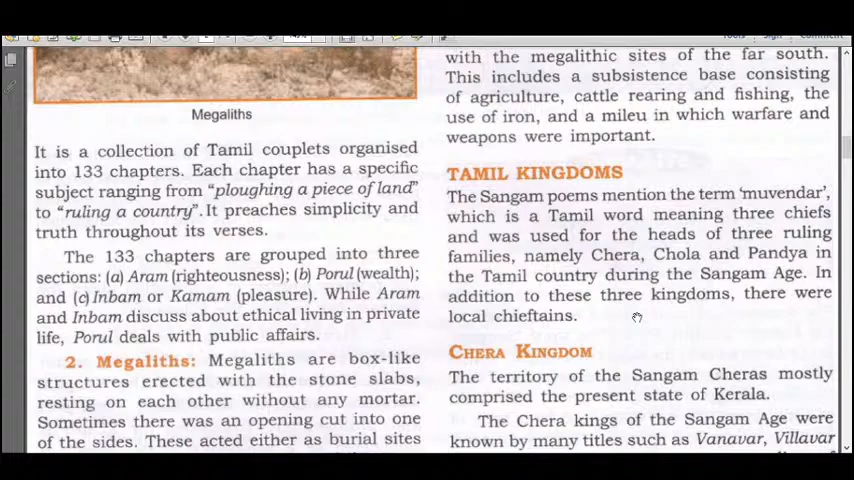 Megaliths
It is a collection of Tamil couplets organised
into 133 chapters. Each chapter has a specific
subject ranging from "ploughing a piece of land"
to "ruling a country". It preaches simplicity and
truth throughout its verses.
The 133 chapters are grouped into three
sections: (a) Aram (righteousness); (b) Porul (wealth);
and (c) Inbam or Kamam (pleasure). While Aram
and Inbam discuss about ethical living in private
life, Porul deals with public affairs.
2. Megaliths: Megaliths are box-like
structures erected with the stone slabs,
resting on each other without any mortar.
Sometimes there was an opening cut into one
of the sides. These acted either as burial sites
with the megalithic sites of the far south.
This includes a subsistence base consisting
of agriculture, cattle rearing and fishing, the
use of iron, and a mileu in which warfare and
weapons were important.
TAMIL KINGDOMS
The Sangam poems mention the term 'muvendar',
which is a Tamil word meaning three chiefs
and was used for the heads of three ruling
families, namely Chera, Chola and Pandya in
the Tamil country during the Sangam Age. In
addition to these three kingdoms, there were
local chieftains.
CHERA KINGDOM
The territory of the Sangam Cheras mostly
comprised the present state of Kerala.
The Chera kings of the Sangam Age were
known by many titles such as Vanavar, Villavar